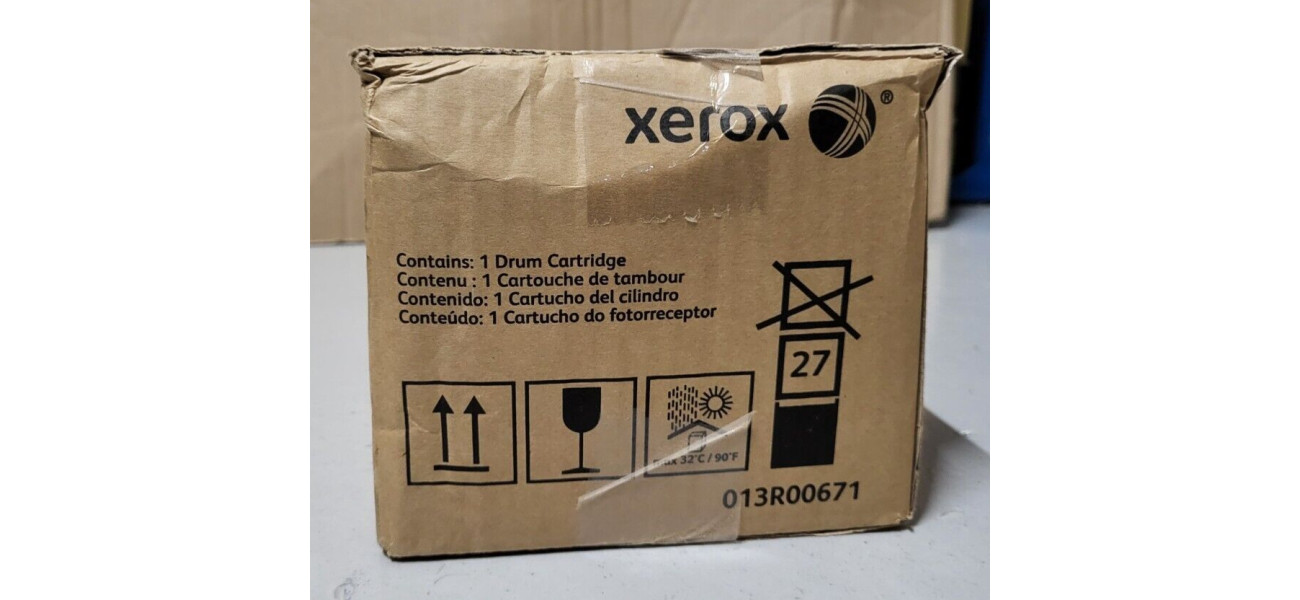 xerox ®
Contains: 1 Drum Cartridge
Contenu : 1 Cartouche de tambour
Contenido: 1 Cartucho del cilindro
Conteúdo: 1 Cartucho do fotorreceptor
27
max 32°C / 90°F
013R00671